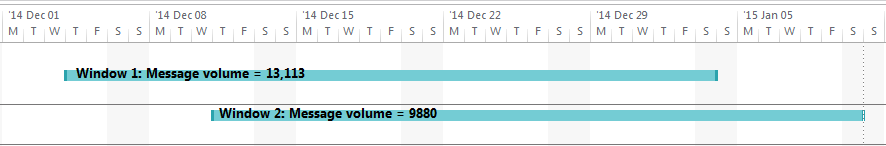 '14 Dec 01 '14 Dec 08 '14 Dec 15 '14 Dec 22 '14 Dec 29 '15 Jan 05
M T W T F S S M T W T F S S M T W T F S S M T W T F S S M T W T F S S M T W T F S S
Window 1: Message volume = 13,113
Window 2: Message volume = 9880